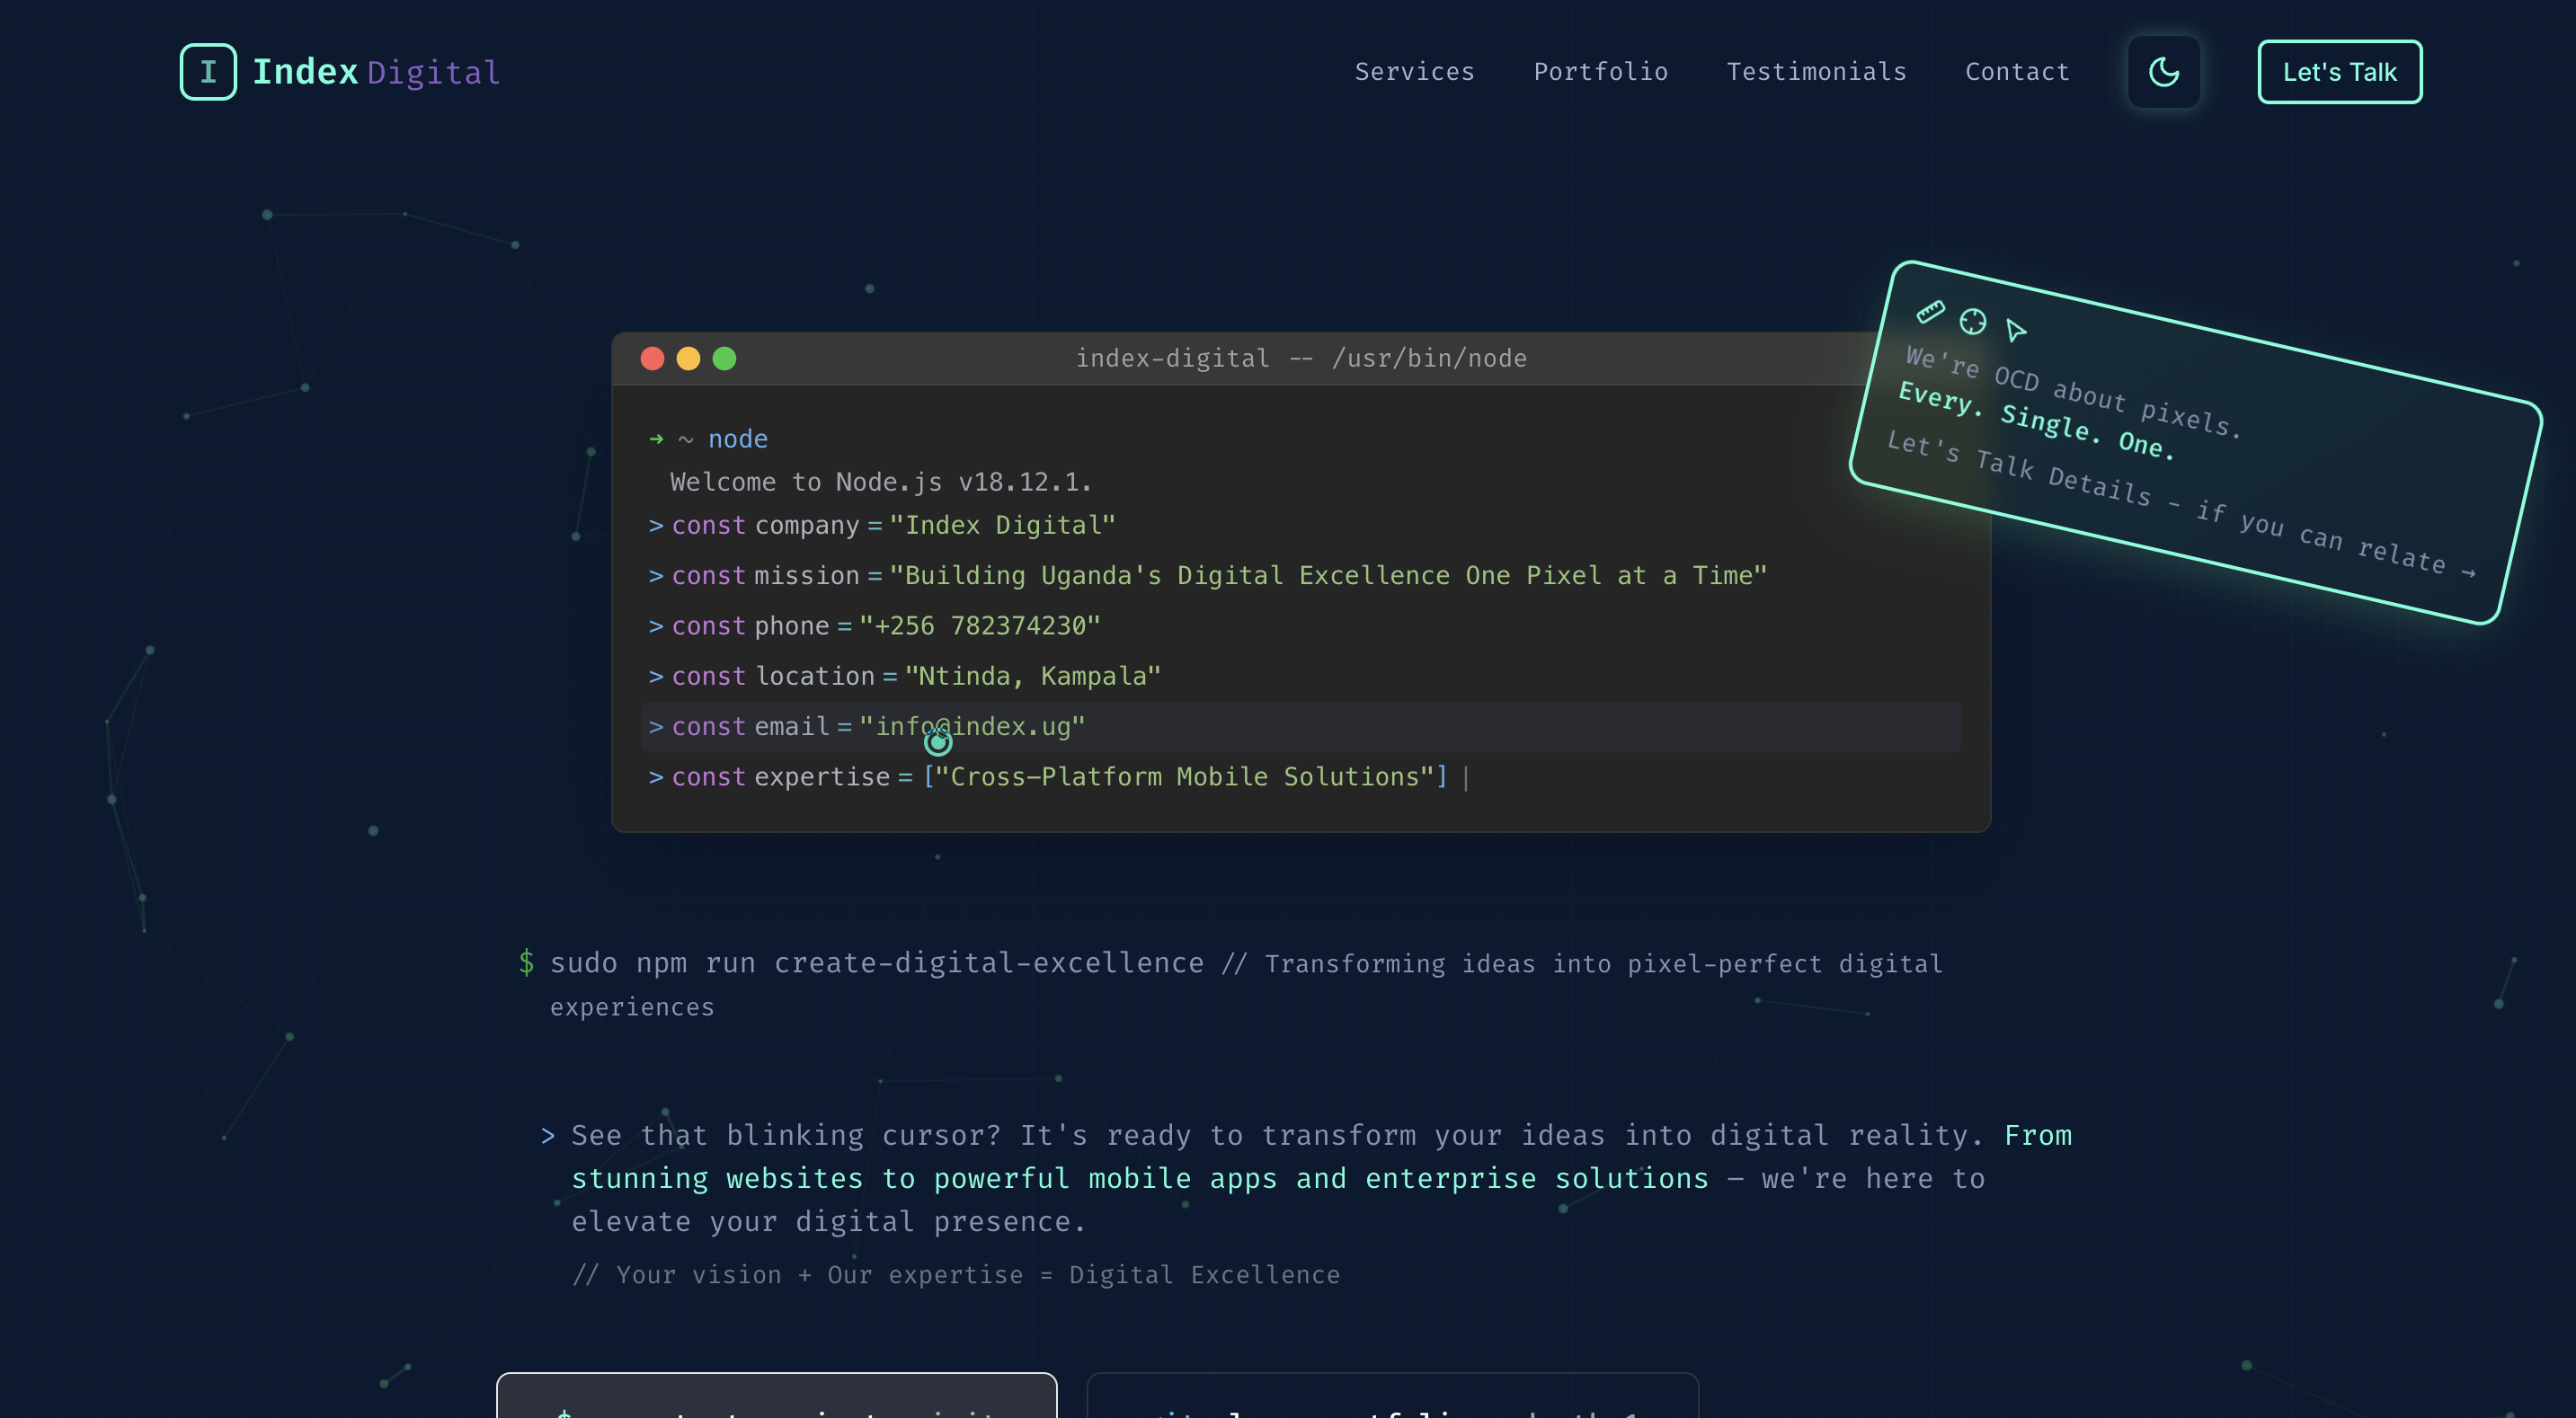 I Index Digital
Services Portfolio Testimonials Contact Let's Talk
We're OCD about pixels.
Every. Single. One.
Let's Talk Details - if you can relate →
index-digital -- /usr/bin/node
➜ ~ node
Welcome to Node.js v18.12.1.
> const company = "Index Digital"
> const mission = "Building Uganda's Digital Excellence One Pixel at a Time"
> const phone = "+256 782374230"
> const location = "Ntinda, Kampala"
> const email = "info@index.ug"
> const expertise = ["Cross-Platform Mobile Solutions"] |
$ sudo npm run create-digital-excellence // Transforming ideas into pixel-perfect digital
experiences
> See that blinking cursor? It's ready to transform your ideas into digital reality. From
stunning websites to powerful mobile apps and enterprise solutions — we're here to
elevate your digital presence.
// Your vision + Our expertise = Digital Excellence